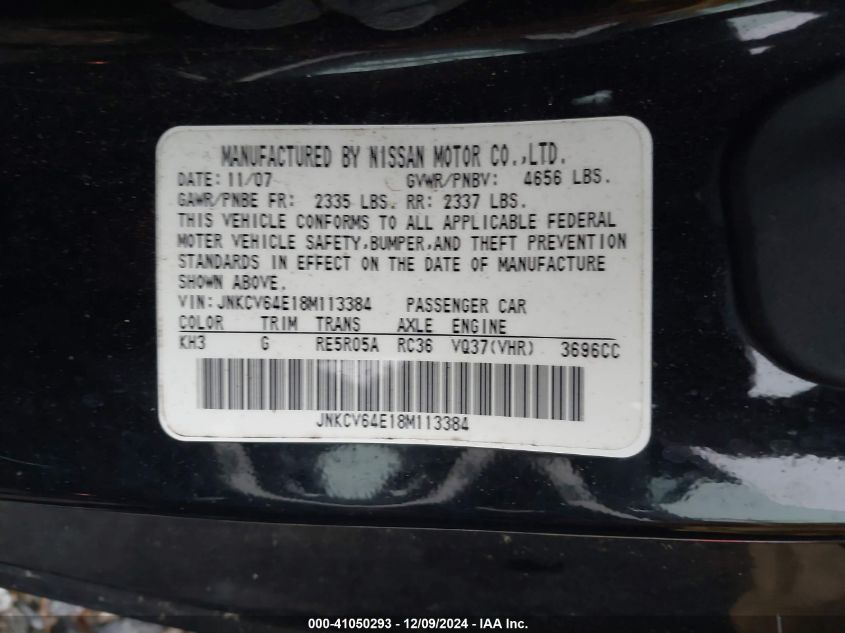 MANUFACTURED BY NISSAN MOTOR CO.,LTD.
DATE: 11/07 GVWR/PNBV: 4656 LBS.
GAWR/PNBE FR: 2335 LBS. RR: 2337 LBS.
THIS VEHICLE CONFORMS TO ALL APPLICABLE FEDERAL
MOTER VEHICLE SAFETY,BUMPER,AND THEFT PREVENTION
STANDARDS IN EFFECT ON THE DATE OF MANUFACTURE
SHOWN ABOVE.
VIN: JNKCV64E18M113384 PASSENGER CAR
COLOR TRIM TRANS AXLE ENGINE
KH3 G RE5R05A RC36 VQ37(VHR) 3696CC
JNKCV64E18M113384
000-41050293 - 12/09/2024 - IAA Inc.